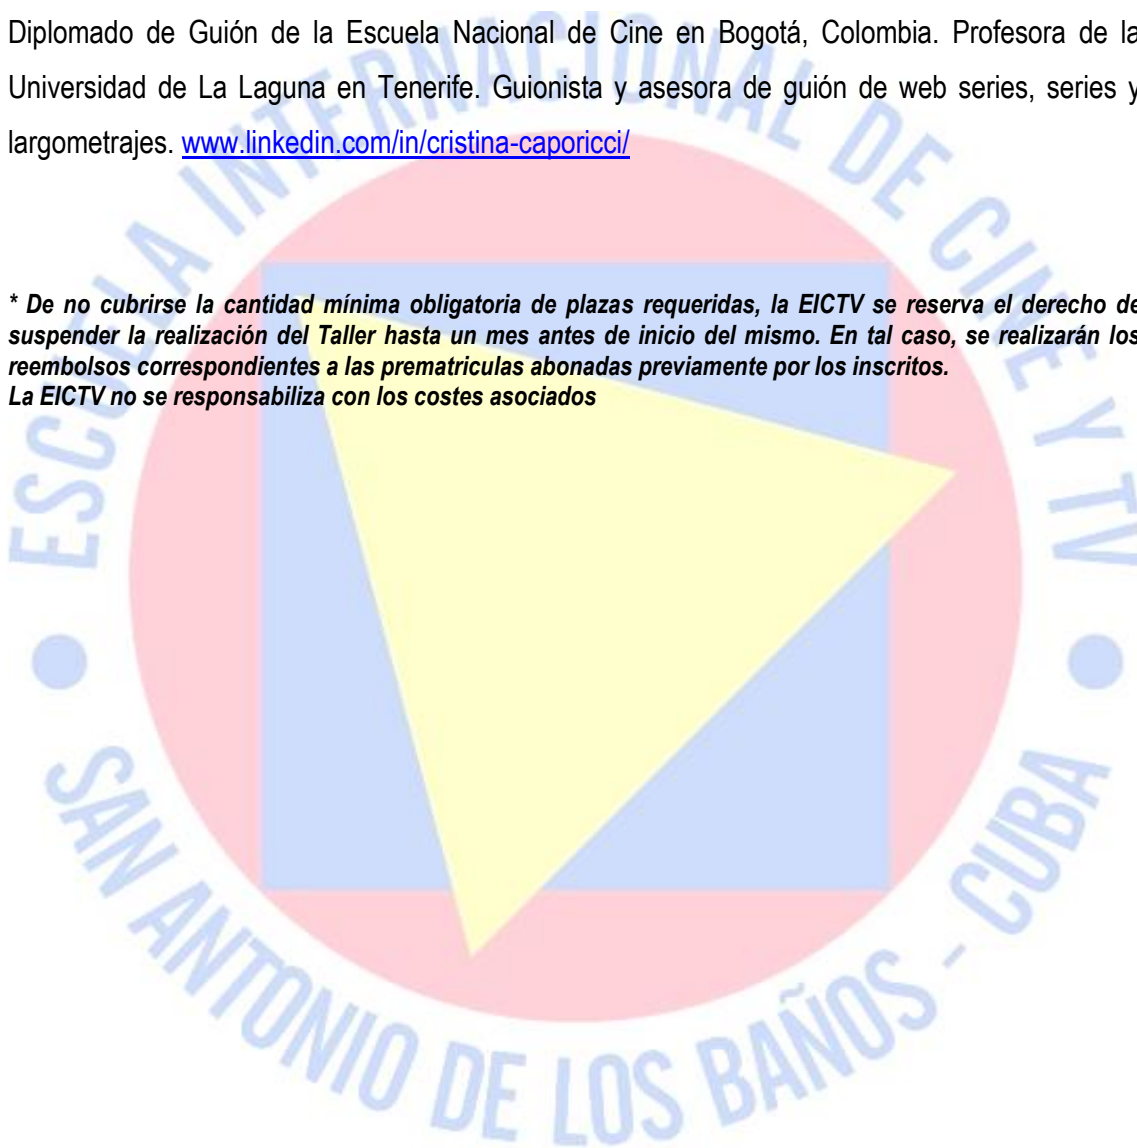 Diplomado de Guión de la Escuela Nacional de Cine en Bogotá, Colombia. Profesora de la
Universidad de La Laguna en Tenerife. Guionista y asesora de guión de web series, series y
largometrajes. www.linkedin.com/in/cristina-caporicci/
* De no cubrirse la cantidad mínima obligatoria de plazas requeridas, la EICTV se reserva el derecho de
suspender la realización del Taller hasta un mes antes de inicio del mismo. En tal caso, se realizarán los
reembolsos correspondientes a las prematriculas abonadas previamente por los inscritos.
La EICTV no se responsabiliza con los costes asociados
ESCUELA INTERNACIONAL DE CINE Y TV
SAN ANTONIO DE LOS BAÑOS - CUBA